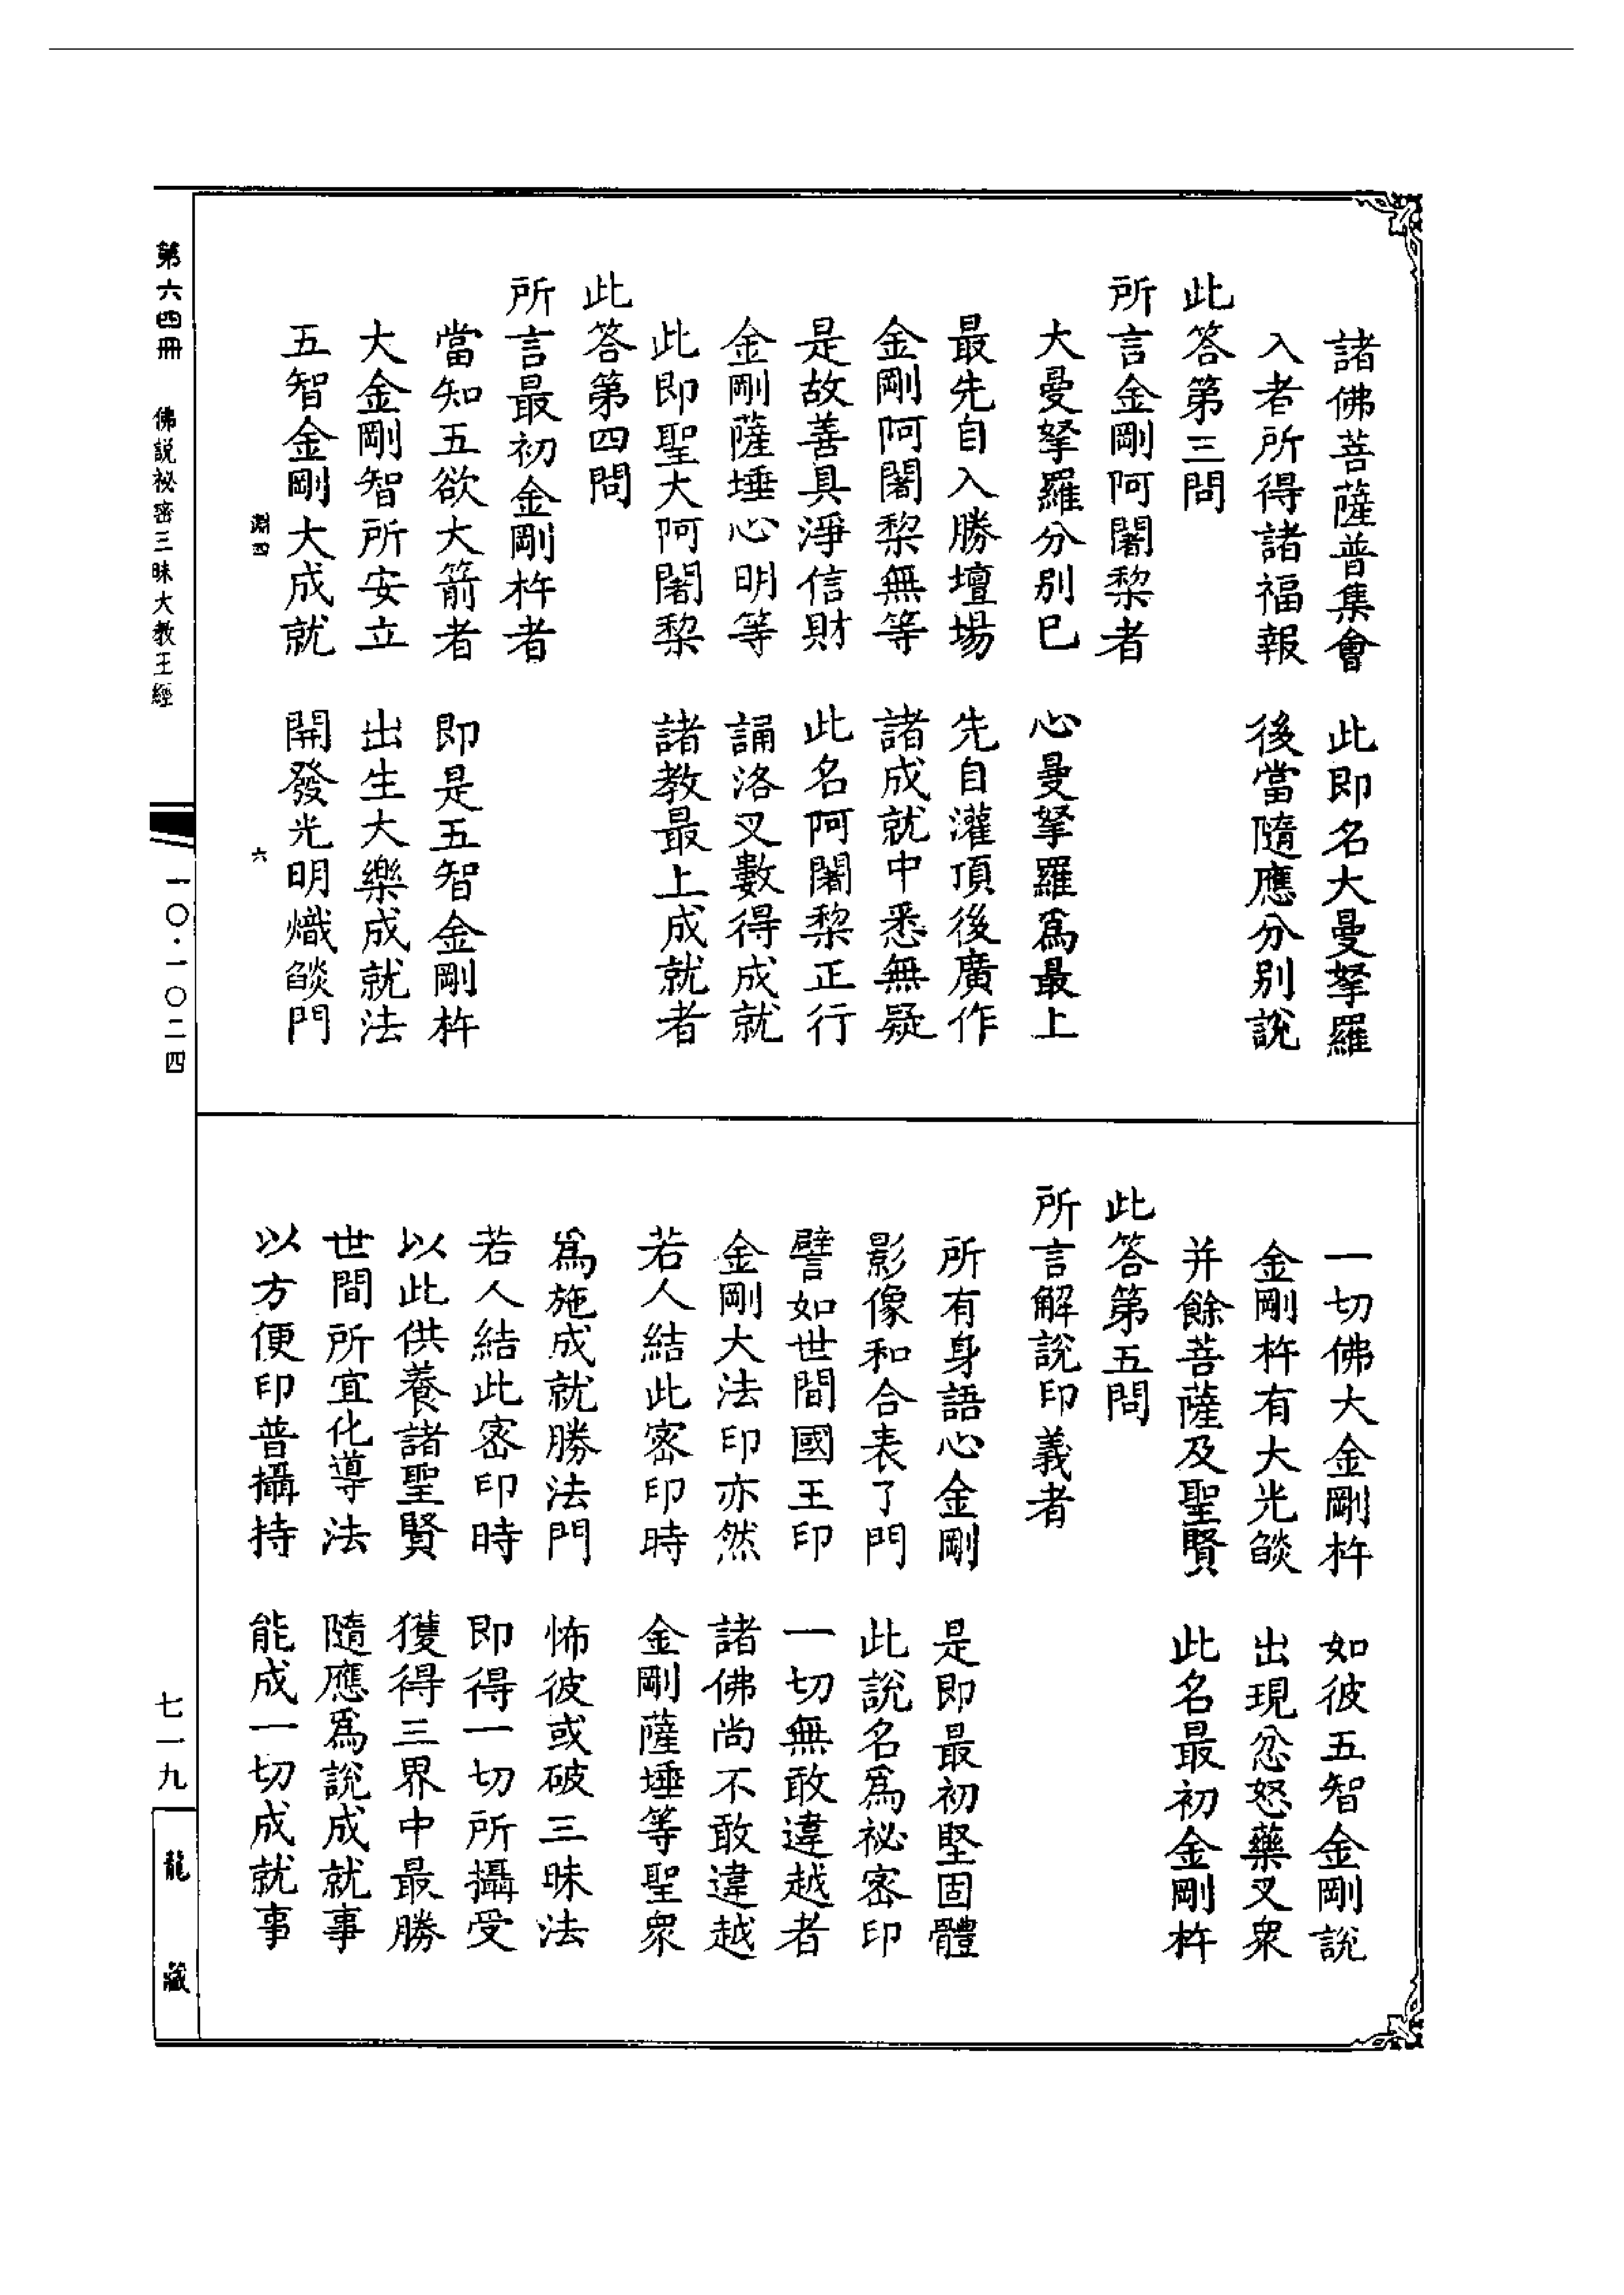 諸佛菩薩普集會　此即名大曼拏羅
入者所得諸福報　後當隨應分別說
此答第三問
所言金剛阿闍黎者
大曼拏羅分別已　心曼拏羅爲最上
最先自入勝壇場　先自灌頂後廣作
金剛阿闍黎無等　諸成就中悉無疑
是故善具淨信財　此名阿闍黎正行
金剛薩埵心明等　誦洛叉數得成就
此即聖大阿闍黎　諸教最上成就者
此答第四問
所言最初金剛杵者
當知五欲大箭者　即是五智金剛杵
大金剛智所安立　出生大樂成就法
五智金剛大成就　開發光明熾燄門
淵四　六
一切佛大金剛杵　如彼五智金剛說
金剛杵有大光燄　出現忿怒藥叉衆
并餘菩薩及聖賢　此名最初金剛杵
此答第五問
所言解說印義者
所有身語心金剛　是即最初堅固體
影像和合表了門　此說名爲祕密印
譬如世間國王印　一切無敢違越者
金剛大法印亦然　諸佛尚不敢違越
若人結此密印時　金剛薩埵等聖衆
爲施成就勝法門　怖彼或破三昧法
若人結此密印時　即得一切所攝受
以此供養諸聖賢　獲得三界中最勝
世間所宜化導法　隨應爲說成就事
以方便印普攝持　能成一切成就事
第六四冊　佛説祕密三昧大教王經
一〇·一〇二四
七一九
龍藏